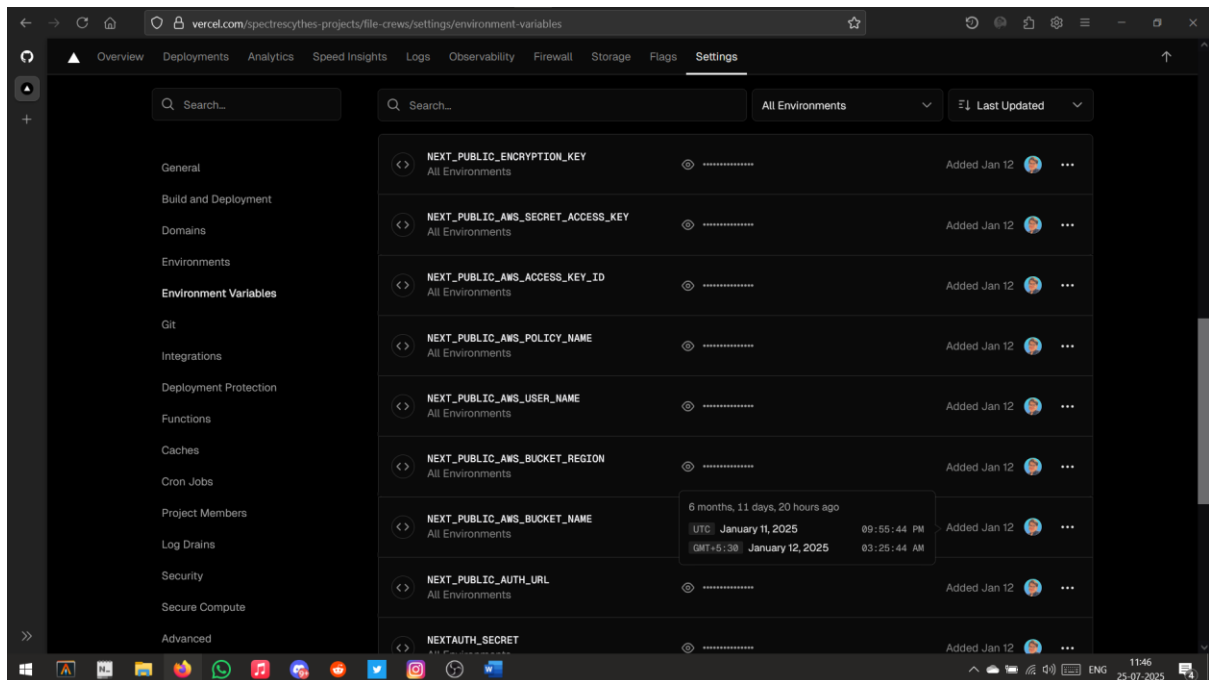 vercel.com/spectrescythes-projects/file-crews/settings/environment-variables
Overview Deployments Analytics Speed Insights Logs Observability Firewall Storage Flags Settings
Search...
Search...
All Environments
Last Updated
General
Build and Deployment
Domains
Environments
Environment Variables
Git
Integrations
Deployment Protection
Functions
Caches
Cron Jobs
Project Members
Log Drains
Security
Secure Compute
Advanced
NEXT_PUBLIC_ENCRYPTION_KEY
All Environments
•••••••••••••••
Added Jan 12
NEXT_PUBLIC_AWS_SECRET_ACCESS_KEY
All Environments
•••••••••••••••
Added Jan 12
NEXT_PUBLIC_AWS_ACCESS_KEY_ID
All Environments
•••••••••••••••
Added Jan 12
NEXT_PUBLIC_AWS_POLICY_NAME
All Environments
•••••••••••••••
Added Jan 12
NEXT_PUBLIC_AWS_USER_NAME
All Environments
•••••••••••••••
Added Jan 12
NEXT_PUBLIC_AWS_BUCKET_REGION
All Environments
•••••••••••••••
Added Jan 12
NEXT_PUBLIC_AWS_BUCKET_NAME
All Environments
6 months, 11 days, 20 hours ago
UTC January 11, 2025 09:55:44 PM
GMT+5:30 January 12, 2025 03:25:44 AM
Added Jan 12
NEXT_PUBLIC_AUTH_URL
All Environments
•••••••••••••••
Added Jan 12
NEXTAUTH_SECRET
•••••••••••••••
Added Jan 12
ENG
11:46
25-07-2025
4